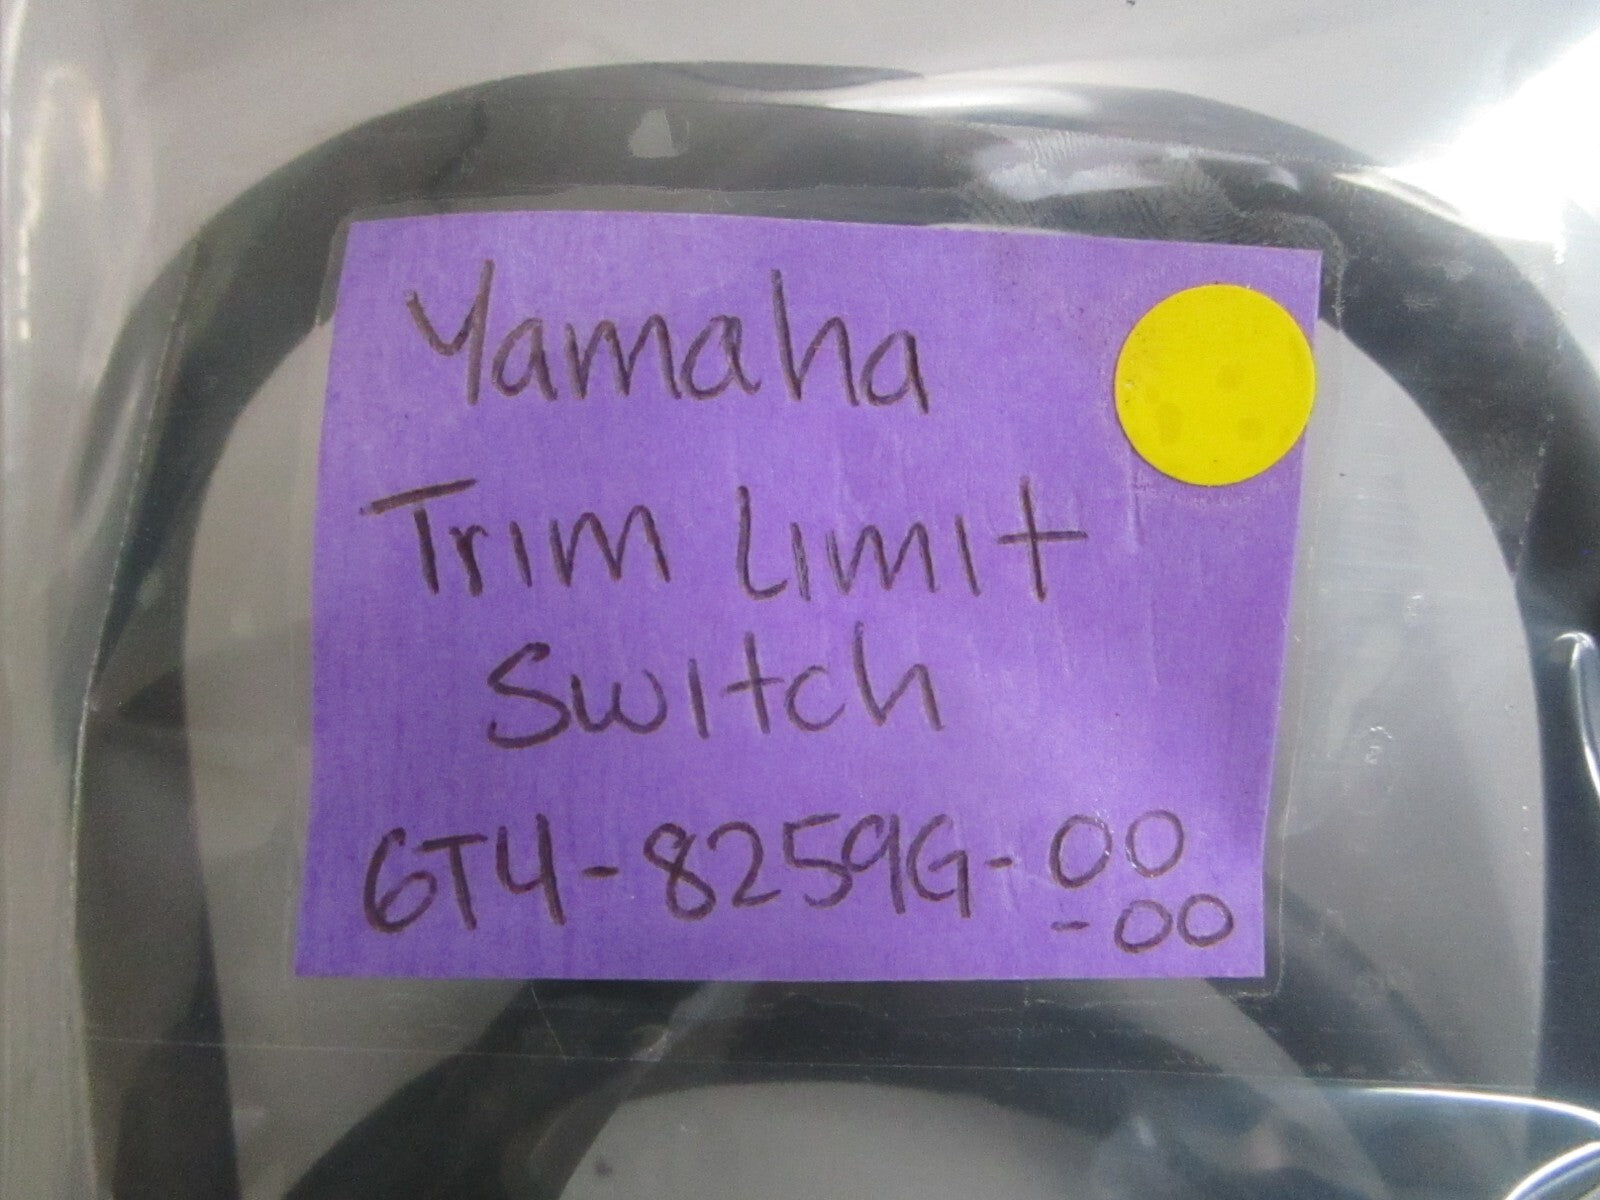 Yamaha
Trim Limit
Switch
6T4-8259G-00
-00